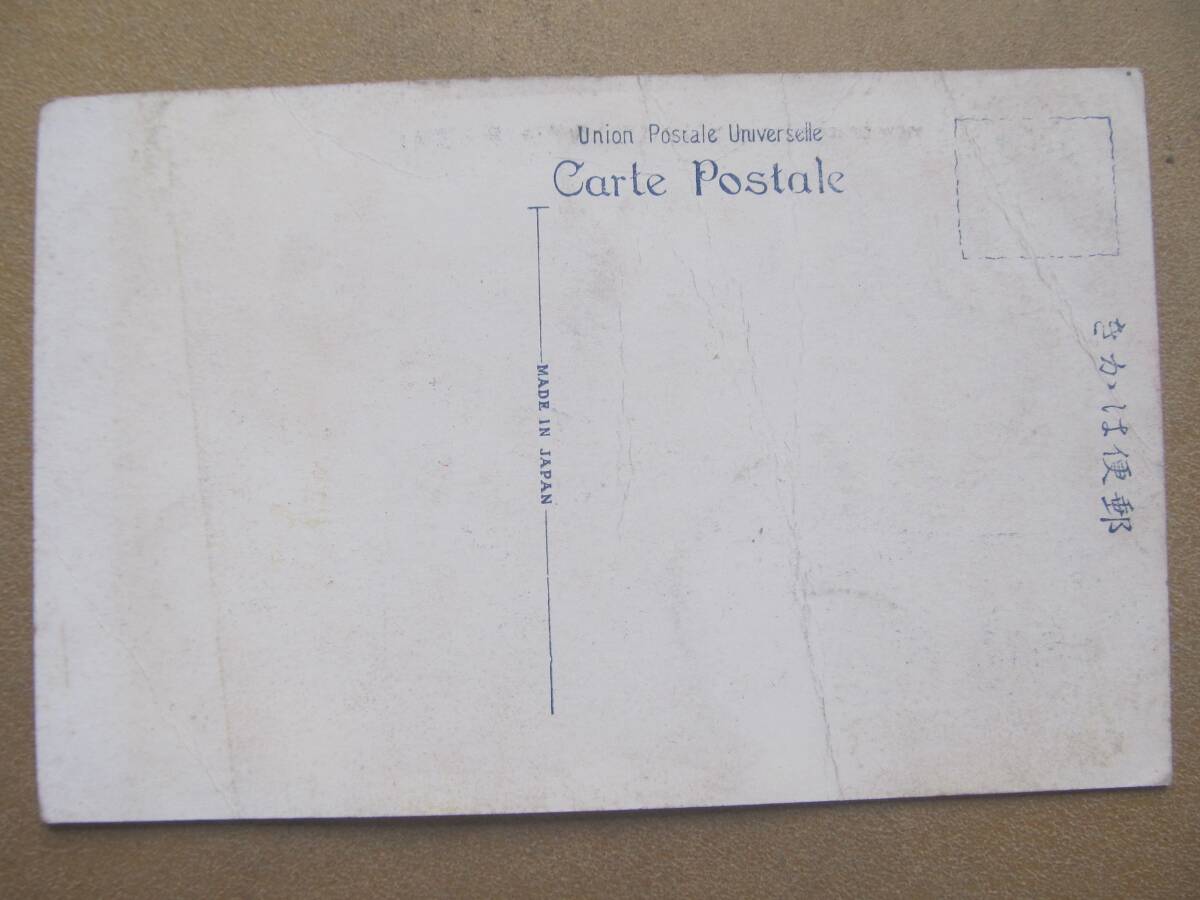 Union Postale Universelle
Carte Postale
MADE IN JAPAN
郵便はかき